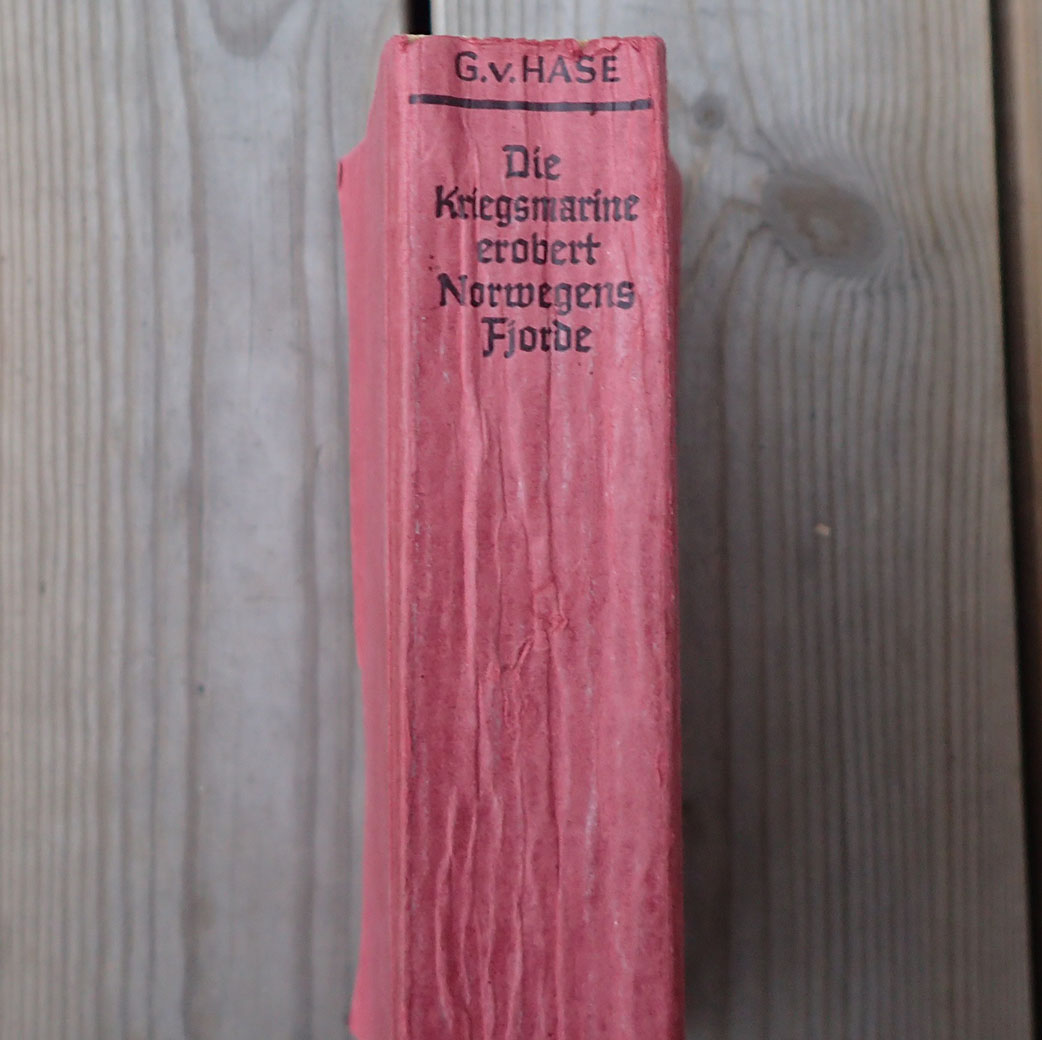 G.v.HASE
Die
Kriegsmarine
erobert
Norwegens
Fjorde